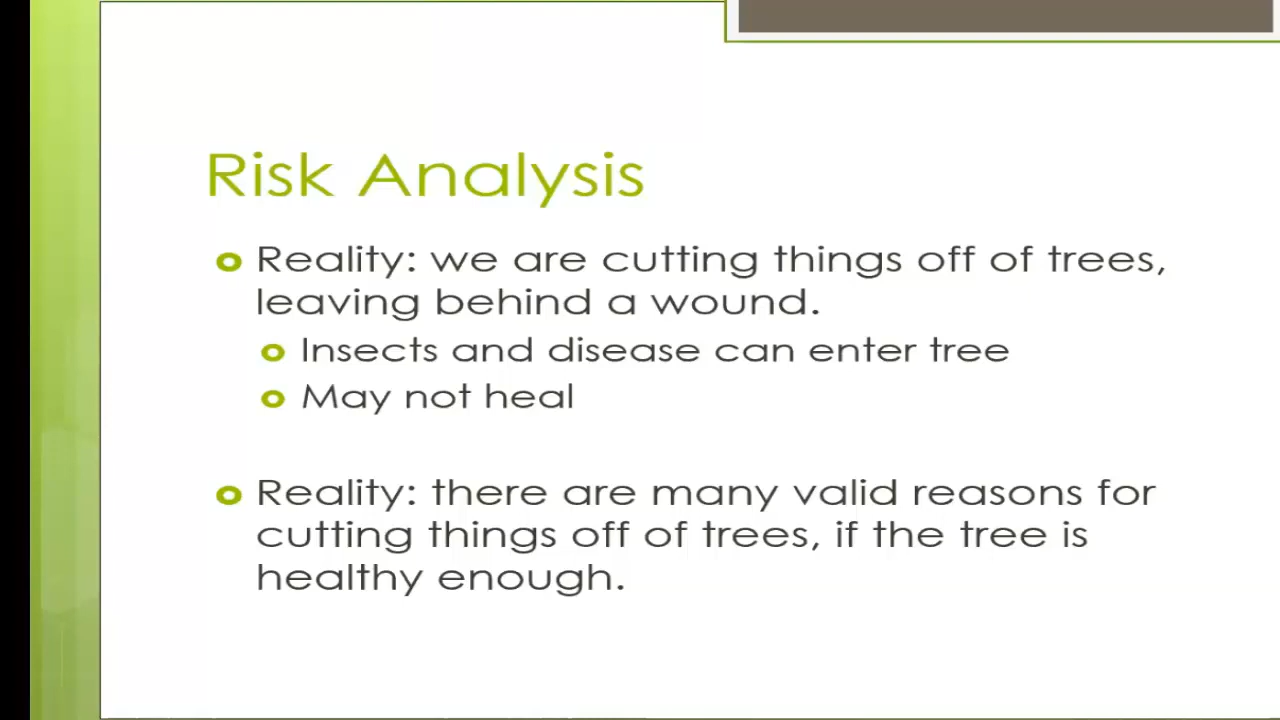 Risk Analysis
Reality: we are cutting things off of trees,
leaving behind a wound.
Insects and disease can enter tree
May not heal
Reality: there are many valid reasons for
cutting things off of trees, if the tree is
healthy enough.